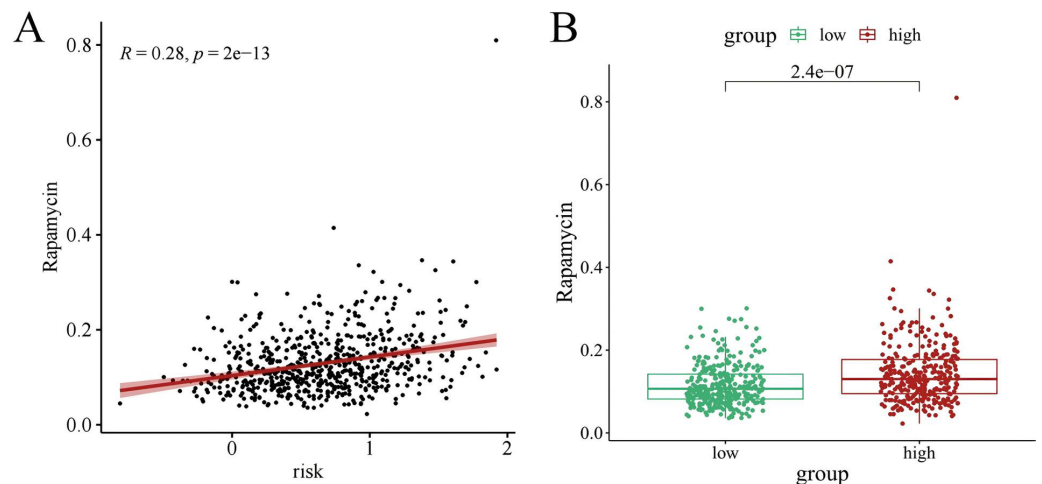 A
R = 0.28, p = 2e−13
Rapamycin
0.8
0.6
0.4
0.2
0.0
0 1 2
risk
B
group low high
2.4e−07
Rapamycin
0.8
0.6
0.4
0.2
0.0
low high
group